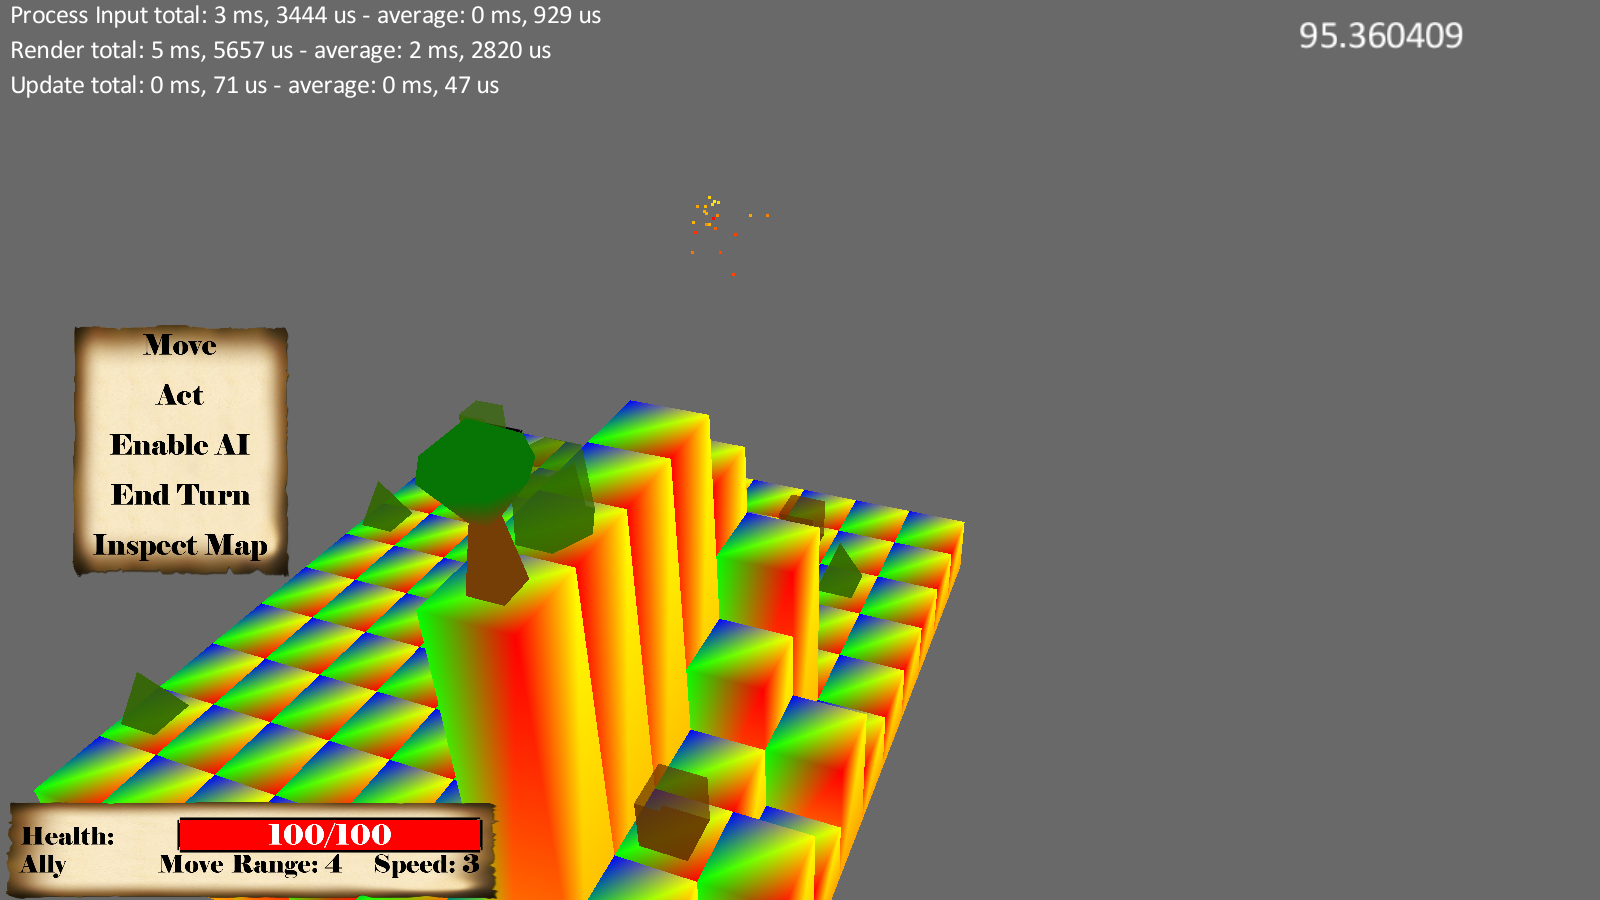 Process Input total: 3 ms, 3444 us - average: 0 ms, 929 us
Render total: 5 ms, 5657 us - average: 2 ms, 2820 us
Update total: 0 ms, 71 us - average: 0 ms, 47 us
95.360409
Move
Act
Enable AI
End Turn
Inspect Map
Health: 100/100
Ally Move Range: 4 Speed: 3